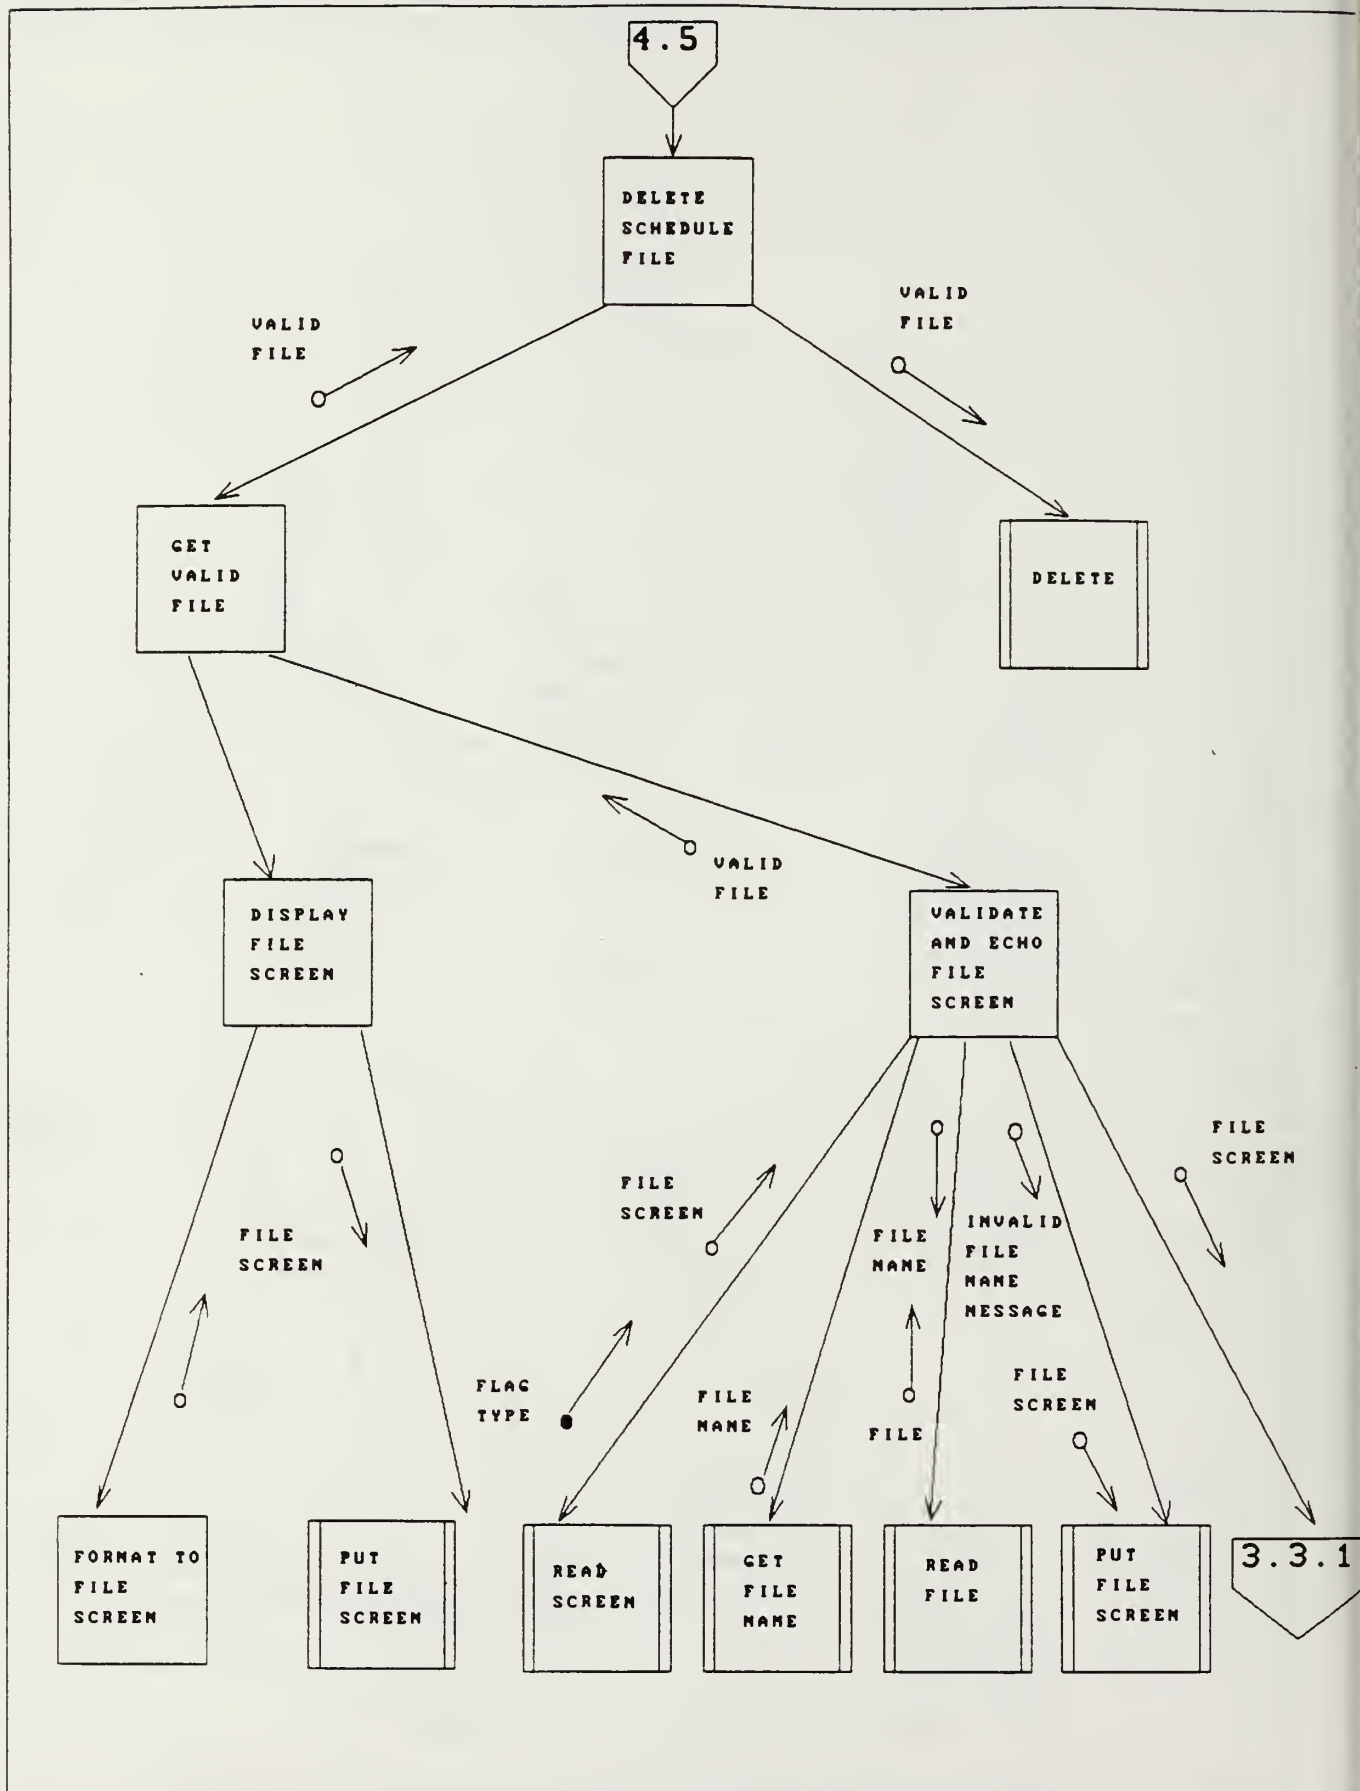 4.5
DELETE
SCHEDULE
FILE
VALID
FILE
VALID
FILE
GET
VALID
FILE
DELETE
VALID
FILE
DISPLAY
FILE
SCREEN
VALIDATE
AND ECHO
FILE
SCREEN
FILE
SCREEN
FILE
SCREEN
FILE
NAME
INVALID
FILE
NAME
MESSAGE
FILE
SCREEN
FLAG
TYPE
FILE
NAME
FILE
FILE
SCREEN
FORMAT TO
FILE
SCREEN
PUT
FILE
SCREEN
READ
SCREEN
GET
FILE
NAME
READ
FILE
PUT
FILE
SCREEN
3.3.1